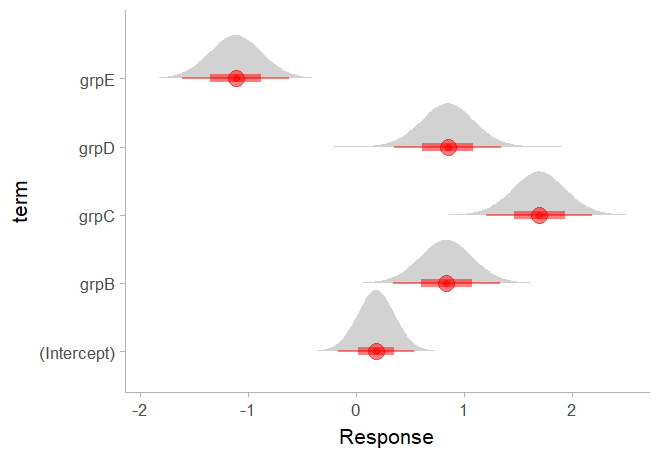 grpE
grpD
grpC
grpB
(Intercept)
term
-2 -1 0 1 2
Response